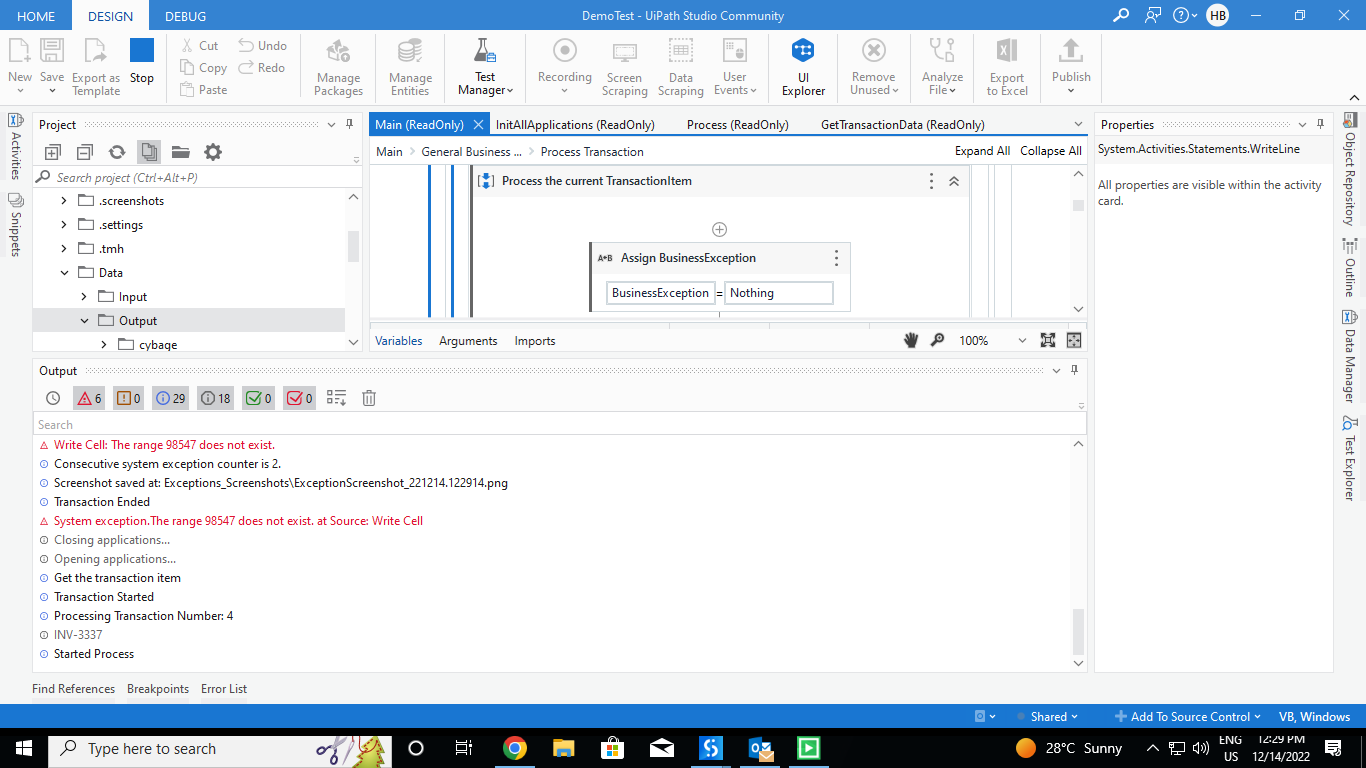 HOME DESIGN DEBUG DemoTest - UiPath Studio Community HB
New Save Export as Template Stop Cut Copy Paste Undo Redo Manage Packages Manage Entities Test Manager Recording Screen Scraping Data Scraping User Events UI Explorer Remove Unused Analyze File Export to Excel Publish
Activities
Snippets
Project
Search project (Ctrl+Alt+P)
.screenshots
.settings
.tmh
Data
Input
Output
cybage
Main (ReadOnly) InitAllApplications (ReadOnly) Process (ReadOnly) GetTransactionData (ReadOnly)
Main General Business ... Process Transaction Expand All Collapse All
Process the current TransactionItem
A+B Assign BusinessException
BusinessException = Nothing
Variables Arguments Imports 100%
Properties
System.Activities.Statements.WriteLine
All properties are visible within the activity
card.
Object Repository
Outline
Data Manager
Test Explorer
Output
6 0 29 18 0 0
Search
Write Cell: The range 98547 does not exist.
Consecutive system exception counter is 2.
Screenshot saved at: Exceptions_Screenshots\ExceptionScreenshot_221214.122914.png
Transaction Ended
System exception.The range 98547 does not exist. at Source: Write Cell
Closing applications...
Opening applications...
Get the transaction item
Transaction Started
Processing Transaction Number: 4
INV-3337
Started Process
Find References Breakpoints Error List
Shared Add To Source Control VB, Windows
Type here to search 28°C Sunny ENG US 12:29 PM 12/14/2022